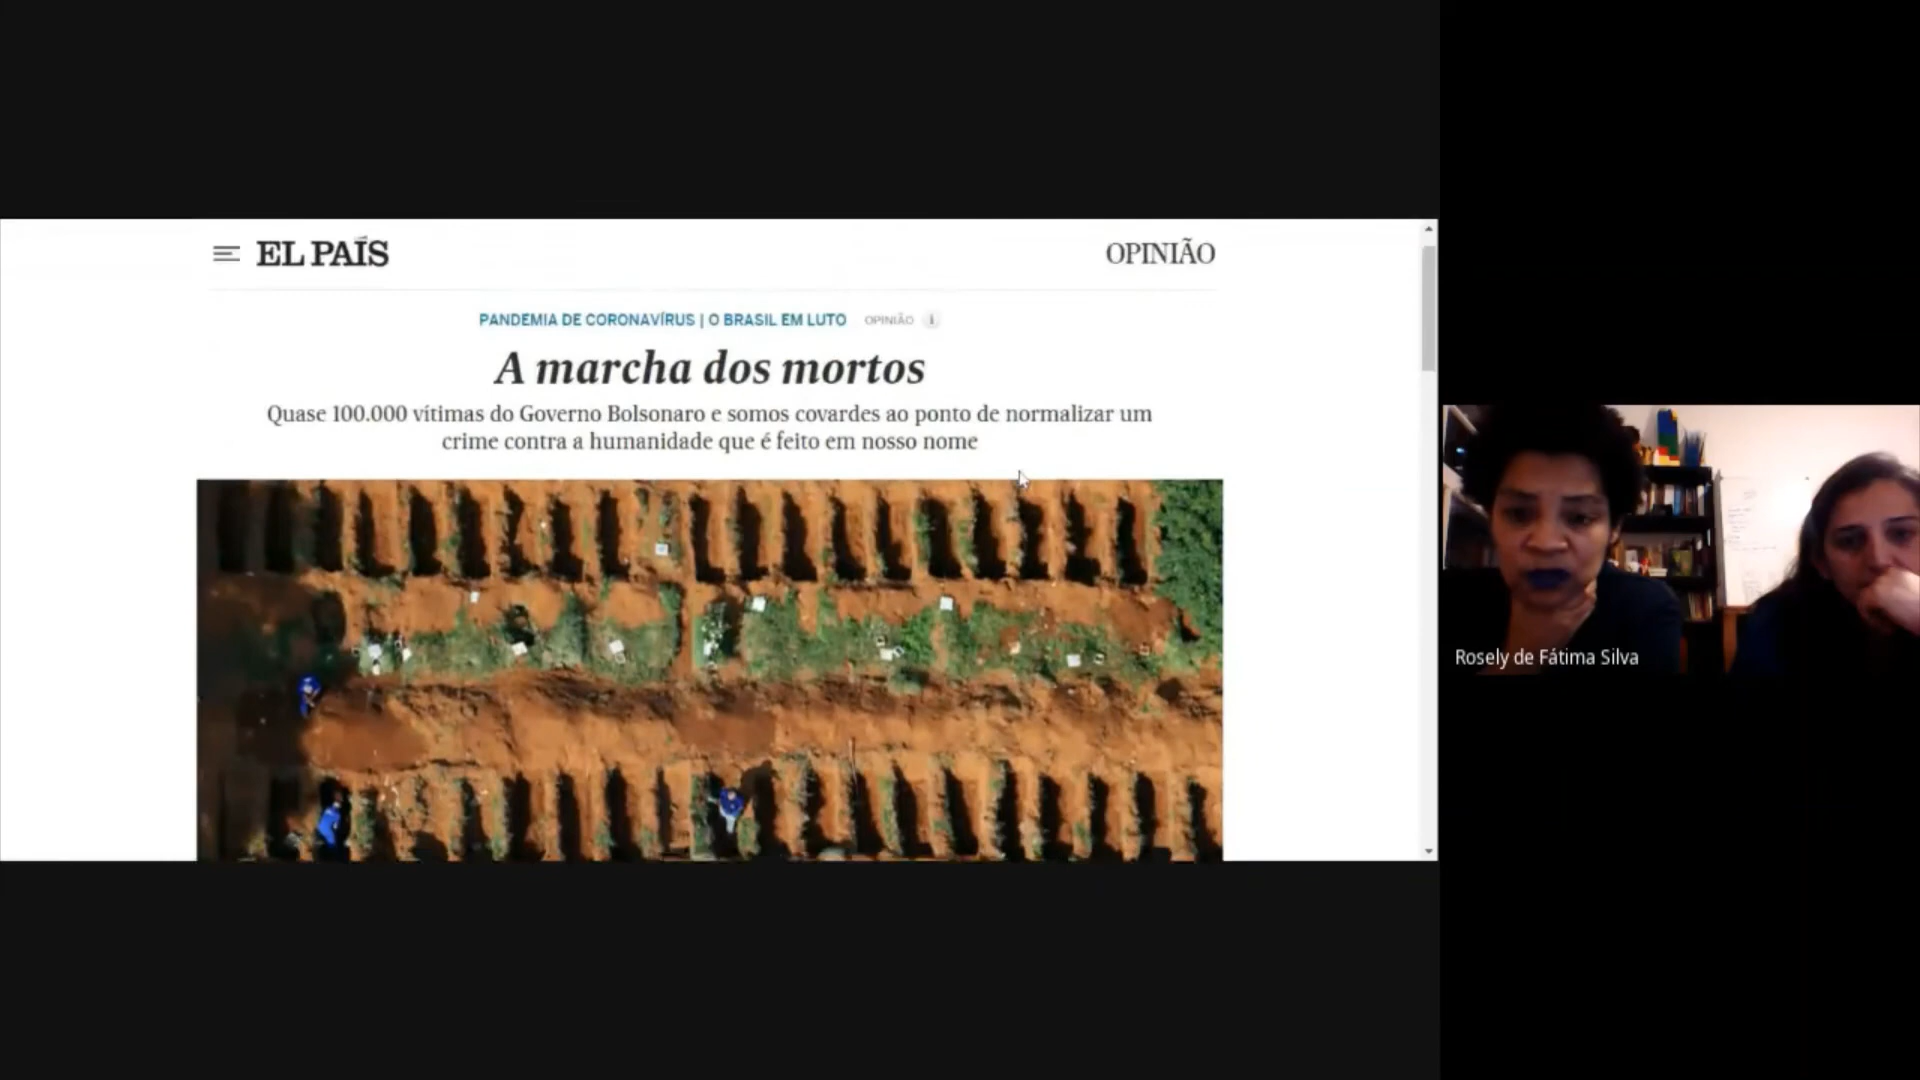 EL PAÍS
OPINIÃO
PANDEMIA DE CORONAVÍRUS | O BRASIL EM LUTO OPINIÃO i
A marcha dos mortos
Quase 100.000 vítimas do Governo Bolsonaro e somos covardes ao ponto de normalizar um
crime contra a humanidade que é feito em nosso nome
Rosely de Fátima Silva